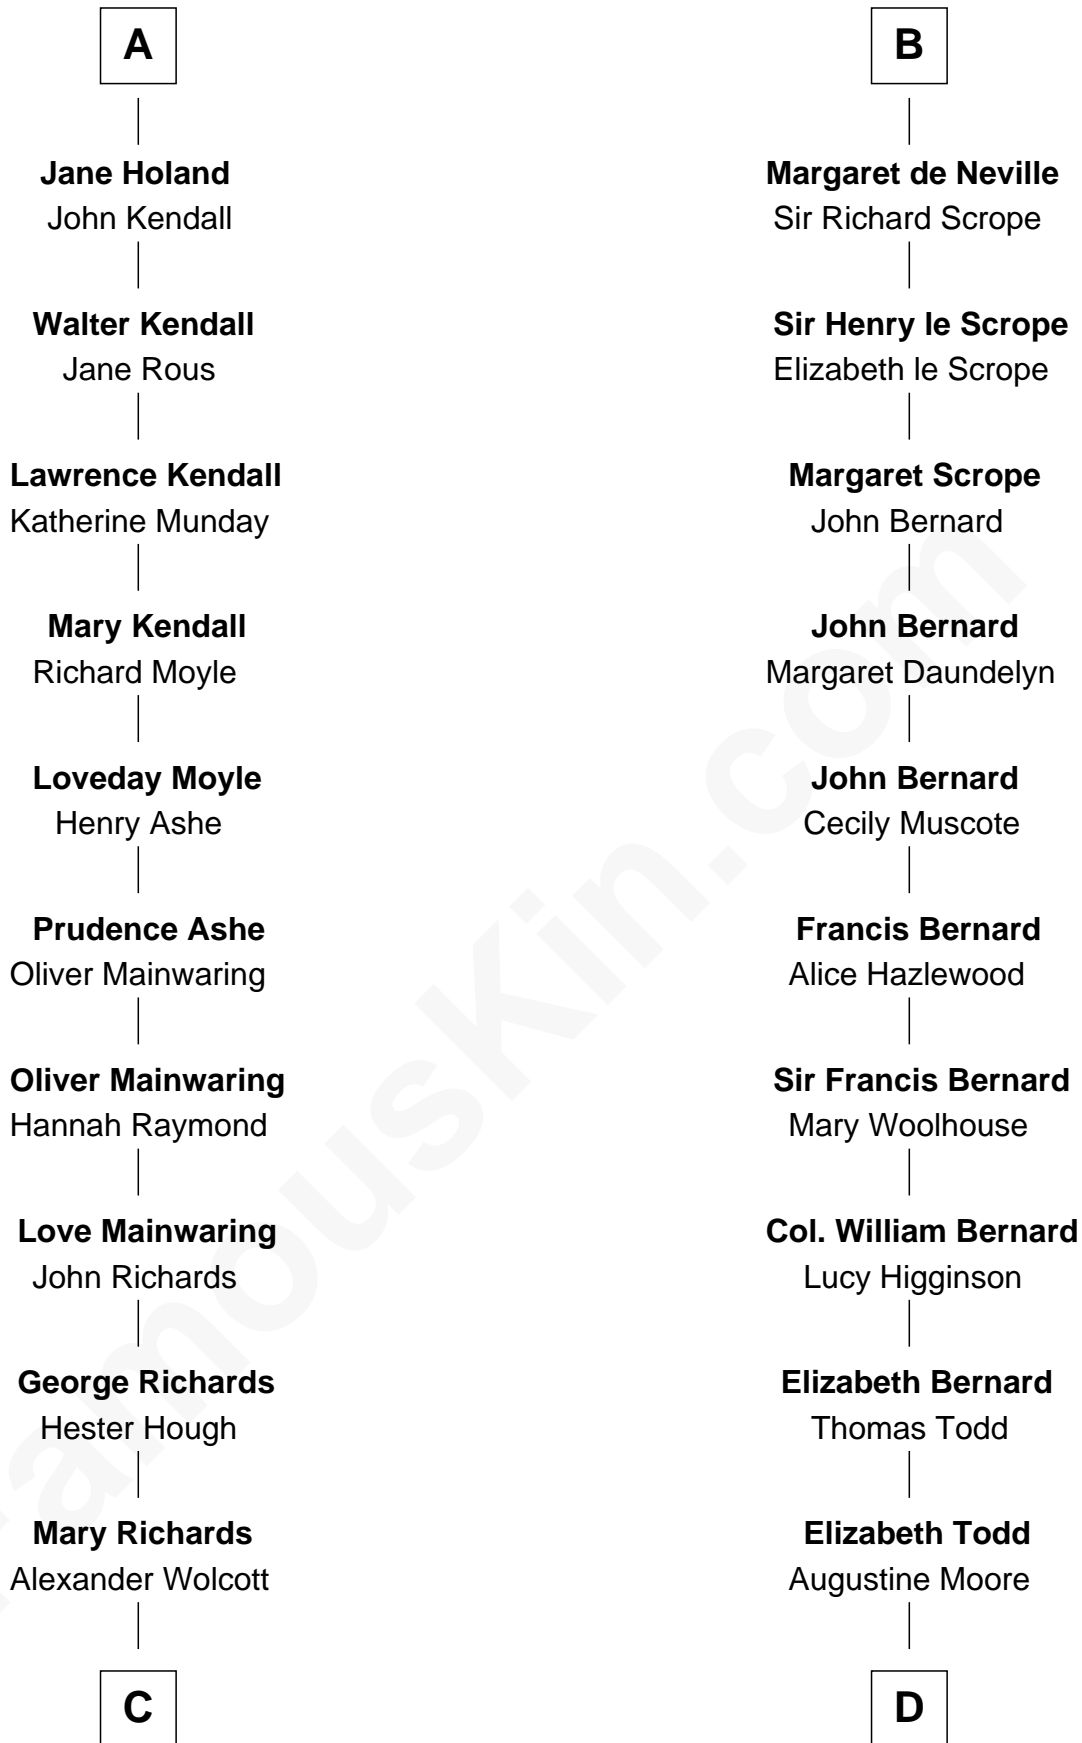 A
Jane Holand
John Kendall
Walter Kendall
Jane Rous
Lawrence Kendall
Katherine Munday
Mary Kendall
Richard Moyle
Loveday Moyle
Henry Ashe
Prudence Ashe
Oliver Mainwaring
Oliver Mainwaring
Hannah Raymond
Love Mainwaring
John Richards
George Richards
Hester Hough
Mary Richards
Alexander Wolcott
C
B
Margaret de Neville
Sir Richard Scrope
Sir Henry le Scrope
Elizabeth le Scrope
Margaret Scrope
John Bernard
John Bernard
Margaret Daundelyn
John Bernard
Cecily Muscote
Francis Bernard
Alice Hazlewood
Sir Francis Bernard
Mary Woolhouse
Col. William Bernard
Lucy Higginson
Elizabeth Bernard
Thomas Todd
Elizabeth Todd
Augustine Moore
D
FamousKin.com